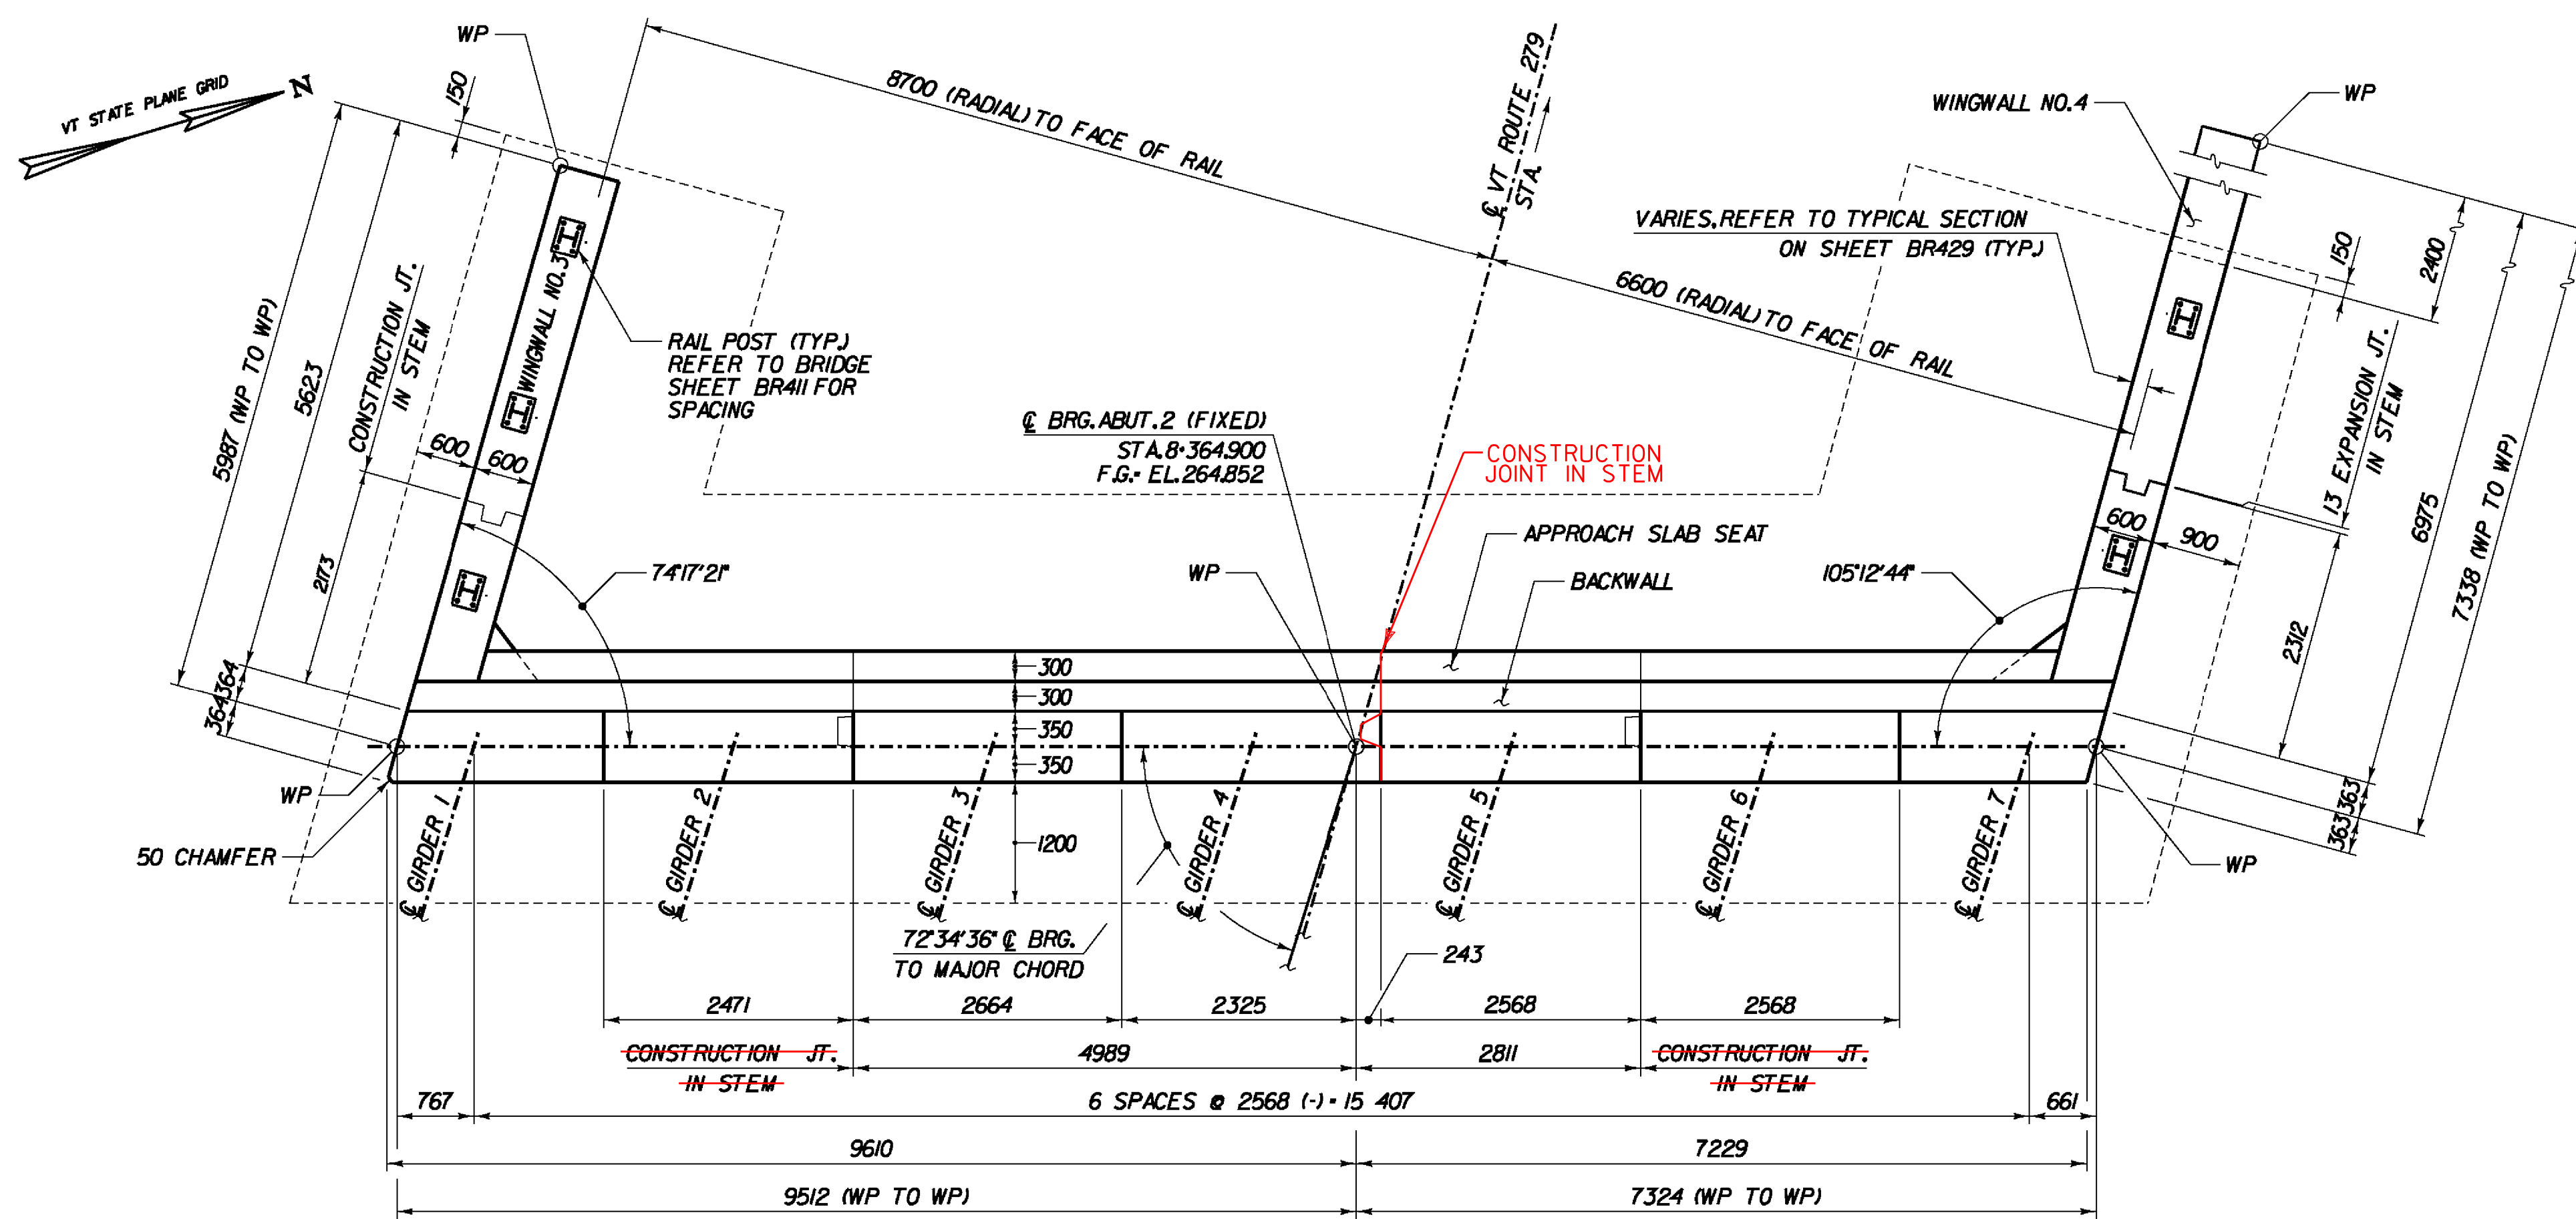 WP
VT STATE PLANE GRID
N
150
8700 (RADIAL) TO FACE OF RAIL
℄ VT ROUTE 279
STA.
WINGWALL NO.4
WP
VARIES, REFER TO TYPICAL SECTION
ON SHEET BR429 (TYP.)
150
2400
6600 (RADIAL) TO FACE OF RAIL
5987 (WP TO WP)
5623
CONSTRUCTION JT.
IN STEM
WINGWALL NO.3
RAIL POST (TYP.)
REFER TO BRIDGE
SHEET BR411 FOR
SPACING
600
600
℄ BRG. ABUT. 2 (FIXED)
STA. 8+364.900
F.G.= EL. 264.852
CONSTRUCTION
JOINT IN STEM
13 EXPANSION JT.
IN STEM
6975
7338 (WP TO WP)
600
900
2173
74°17'21"
WP
APPROACH SLAB SEAT
BACKWALL
105°12'44"
2312
364
364
300
300
350
350
1200
363
363
WP
50 CHAMFER
WP
℄ GIRDER 1
℄ GIRDER 2
℄ GIRDER 3
℄ GIRDER 4
℄ GIRDER 5
℄ GIRDER 6
℄ GIRDER 7
72°34'36" ℄ BRG.
TO MAJOR CHORD
243
2471
2664
2325
2568
2568
CONSTRUCTION JT.
IN STEM
4989
2811
CONSTRUCTION JT.
IN STEM
767
6 SPACES @ 2568 (-) = 15 407
661
9610
7229
9512 (WP TO WP)
7324 (WP TO WP)